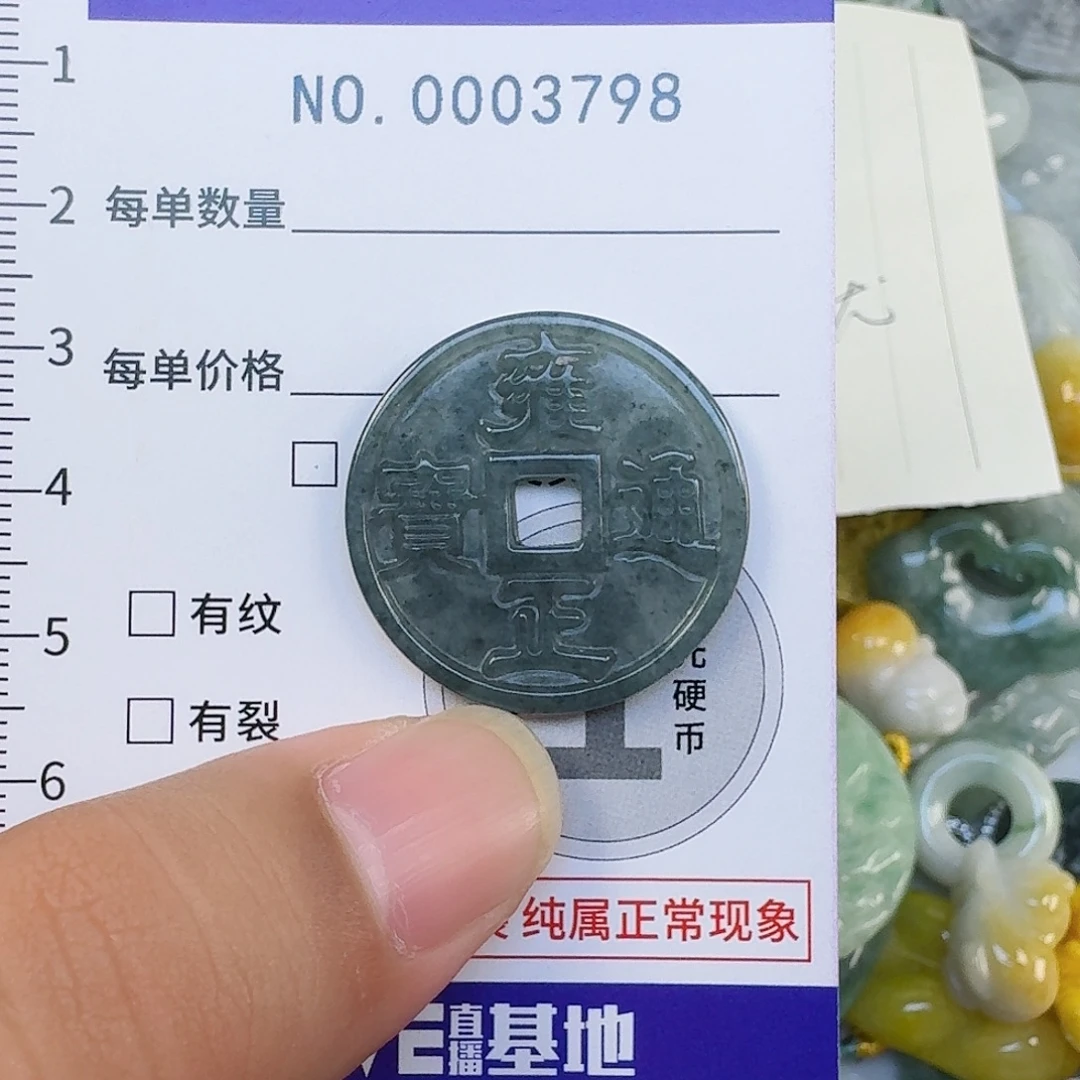 1
NO.0003798
2 每单数量
3
每单价格
雍
寶 通
正
4
5
有纹
元
硬
币
有裂
6
纯属正常现象
直播基地